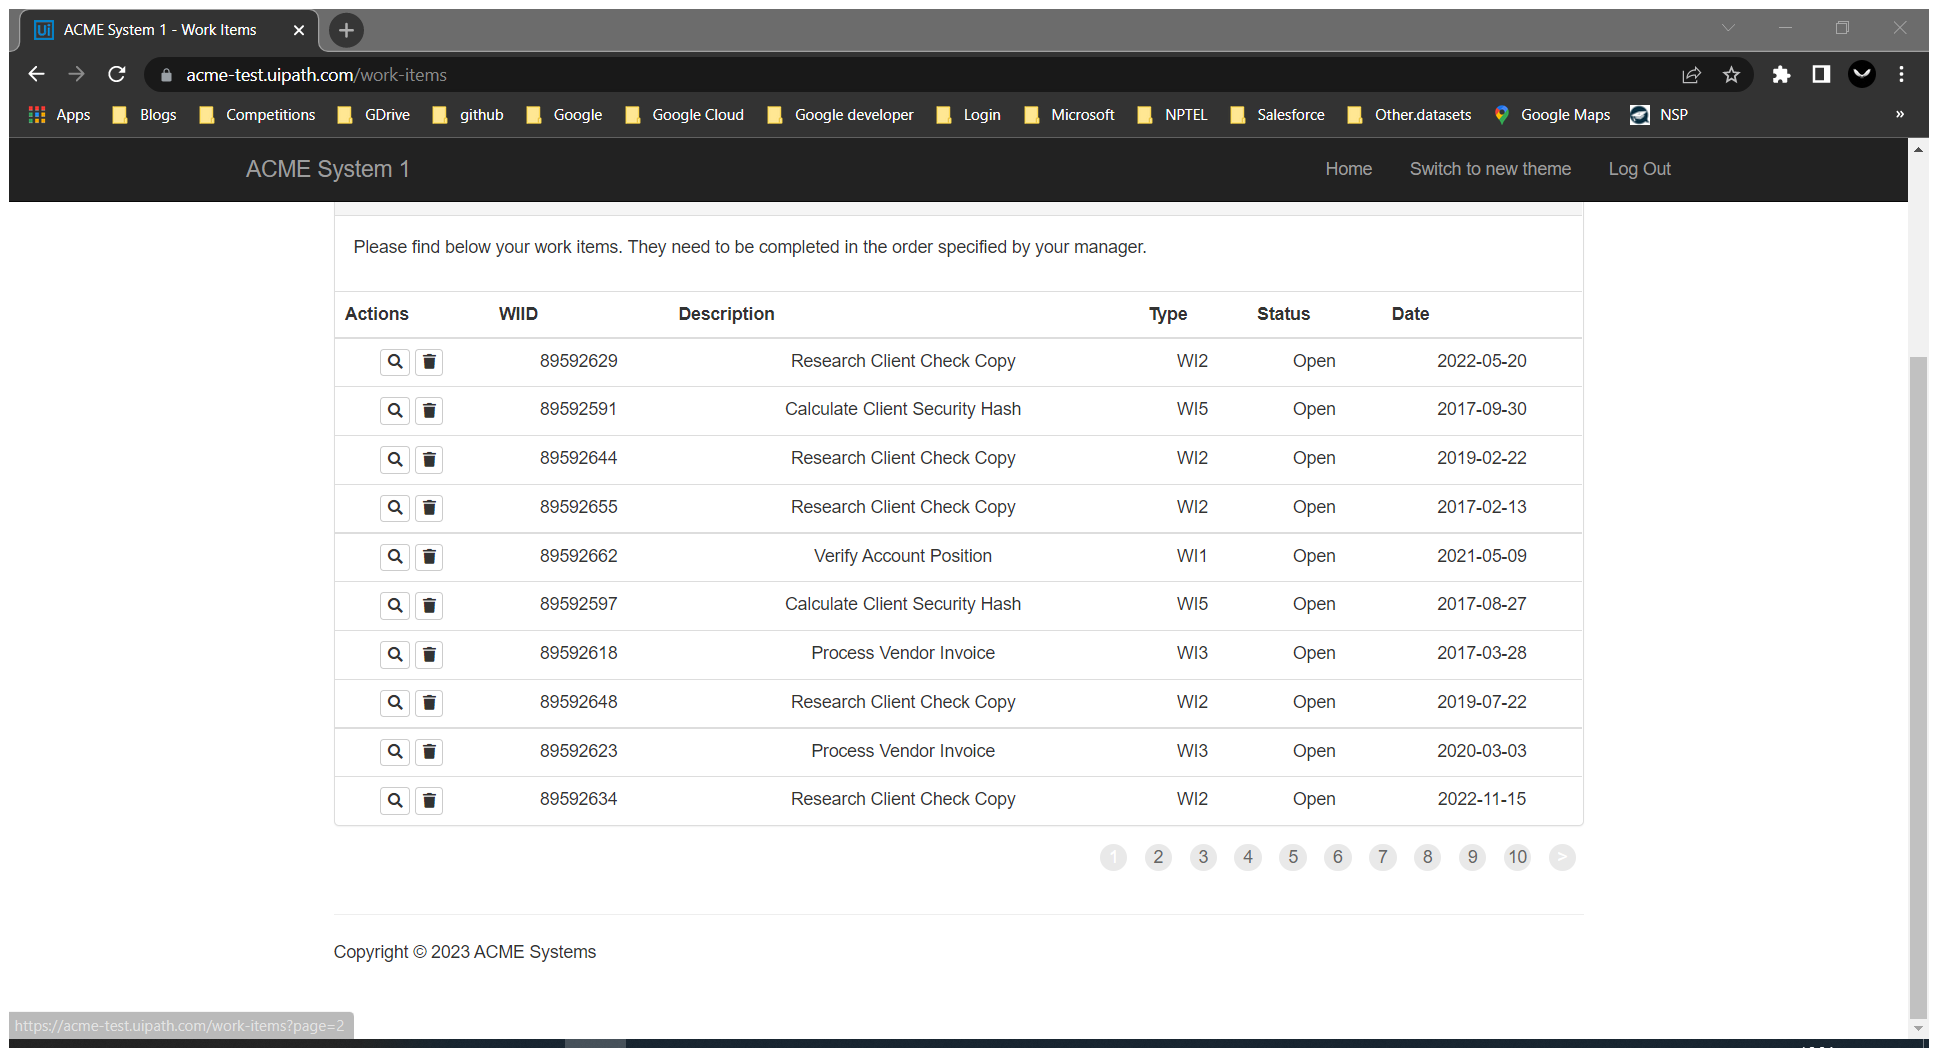 ACME System 1 - Work Items
acme-test.uipath.com/work-items
Apps Blogs Competitions GDrive github Google Google Cloud Google developer Login Microsoft NPTEL Salesforce Other.datasets Google Maps NSP »
ACME System 1 Home Switch to new theme Log Out
Please find below your work items. They need to be completed in the order specified by your manager.
Actions WIID Description Type Status Date
89592629 Research Client Check Copy WI2 Open 2022-05-20
89592591 Calculate Client Security Hash WI5 Open 2017-09-30
89592644 Research Client Check Copy WI2 Open 2019-02-22
89592655 Research Client Check Copy WI2 Open 2017-02-13
89592662 Verify Account Position WI1 Open 2021-05-09
89592597 Calculate Client Security Hash WI5 Open 2017-08-27
89592618 Process Vendor Invoice WI3 Open 2017-03-28
89592648 Research Client Check Copy WI2 Open 2019-07-22
89592623 Process Vendor Invoice WI3 Open 2020-03-03
89592634 Research Client Check Copy WI2 Open 2022-11-15
1 2 3 4 5 6 7 8 9 10 >
Copyright © 2023 ACME Systems
https://acme-test.uipath.com/work-items?page=2